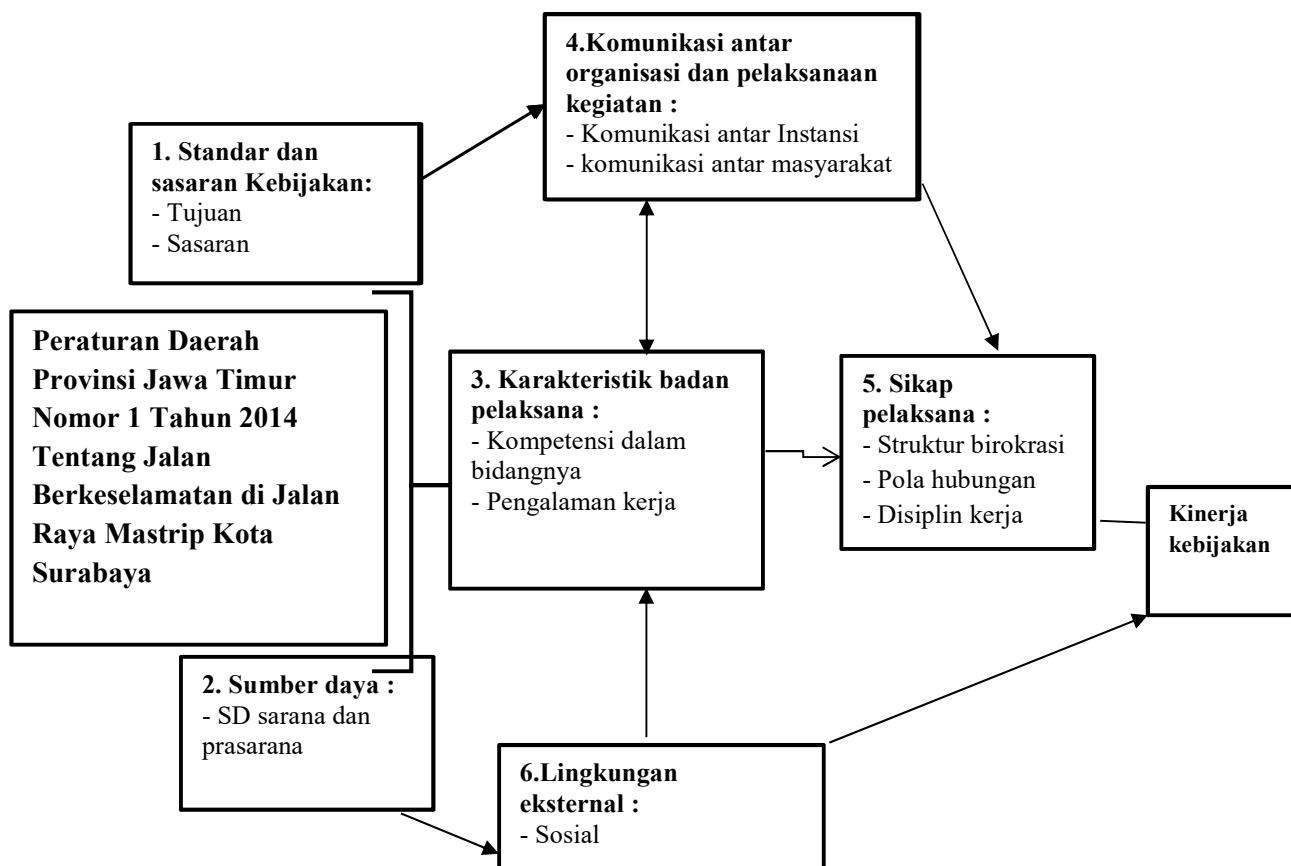 4.Komunikasi antar
organisasi dan pelaksanaan
kegiatan :
- Komunikasi antar Instansi
- komunikasi antar masyarakat
1. Standar dan
sasaran Kebijakan:
- Tujuan
- Sasaran
Peraturan Daerah
Provinsi Jawa Timur
Nomor 1 Tahun 2014
Tentang Jalan
Berkeselamatan di Jalan
Raya Mastrip Kota
Surabaya
3. Karakteristik badan
pelaksana :
- Kompetensi dalam
bidangnya
- Pengalaman kerja
5. Sikap
pelaksana :
- Struktur birokrasi
- Pola hubungan
- Disiplin kerja
Kinerja
kebijakan
2. Sumber daya :
- SD sarana dan
prasarana
6.Lingkungan
eksternal :
- Sosial